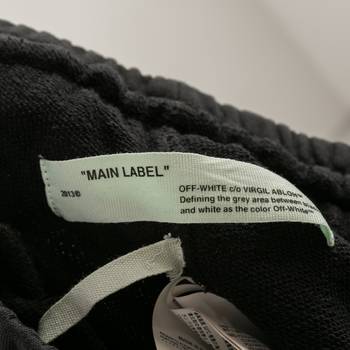 "MAIN LABEL"
2013©
OFF-WHITE c/o VIRGIL ABLOH™
Defining the grey area between
and white as the color Off-White™